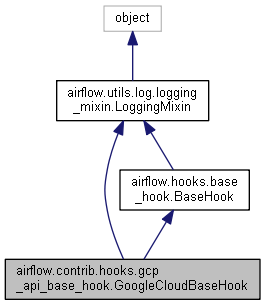 object
airflow.utils.log.logging
_mixin.LoggingMixin
airflow.hooks.base
_hook.BaseHook
airflow.contrib.hooks.gcp
_api_base_hook.GoogleCloudBaseHook